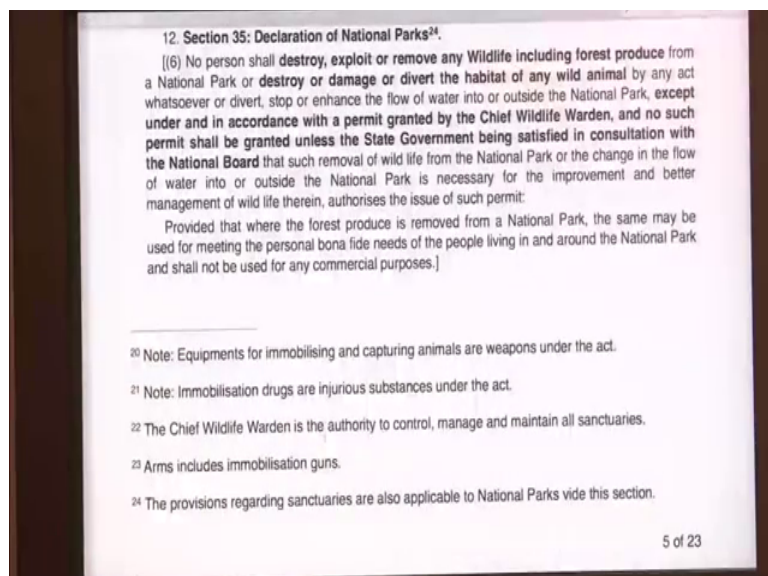 12. Section 35: Declaration of National Parks²⁴.
[(6) No person shall destroy, exploit or remove any Wildlife including forest produce from
a National Park or destroy or damage or divert the habitat of any wild animal by any act
whatsoever or divert, stop or enhance the flow of water into or outside the National Park, except
under and in accordance with a permit granted by the Chief Wildlife Warden, and no such
permit shall be granted unless the State Government being satisfied in consultation with
the National Board that such removal of wild life from the National Park or the change in the flow
of water into or outside the National Park is necessary for the improvement and better
management of wild life therein, authorises the issue of such permit:
Provided that where the forest produce is removed from a National Park, the same may be
used for meeting the personal bona fide needs of the people living in and around the National Park
and shall not be used for any commercial purposes.]
²⁰ Note: Equipments for immobilising and capturing animals are weapons under the act.
²¹ Note: Immobilisation drugs are injurious substances under the act.
²² The Chief Wildlife Warden is the authority to control, manage and maintain all sanctuaries.
²³ Arms includes immobilisation guns.
²⁴ The provisions regarding sanctuaries are also applicable to National Parks vide this section.
5 of 23